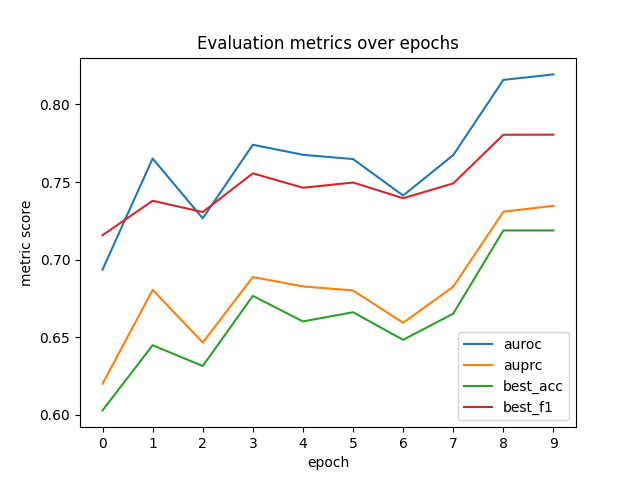 Evaluation metrics over epochs
metric score
0.80
0.75
0.70
0.65
0.60
auroc
auprc
best_acc
best_f1
0 1 2 3 4 5 6 7 8 9
epoch